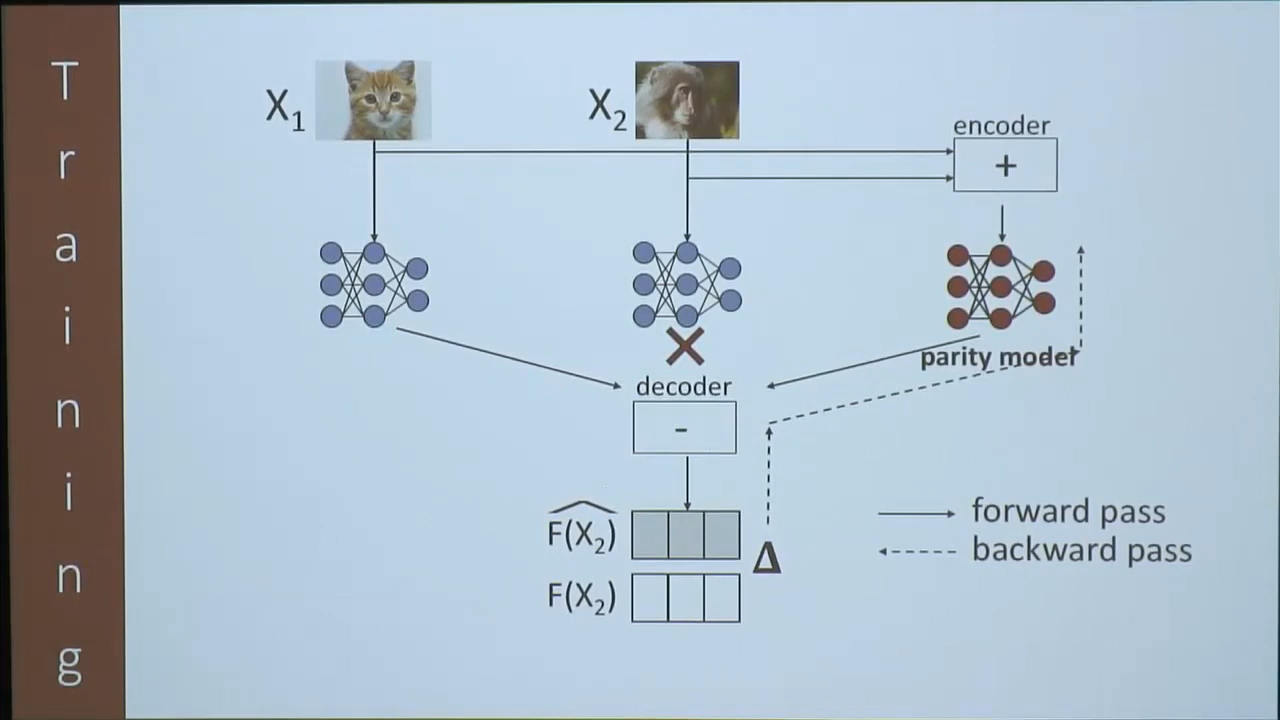 Training
X₁
X₂
encoder
+
parity model
decoder
-
F(X₂)
Δ
F(X₂)
forward pass
backward pass